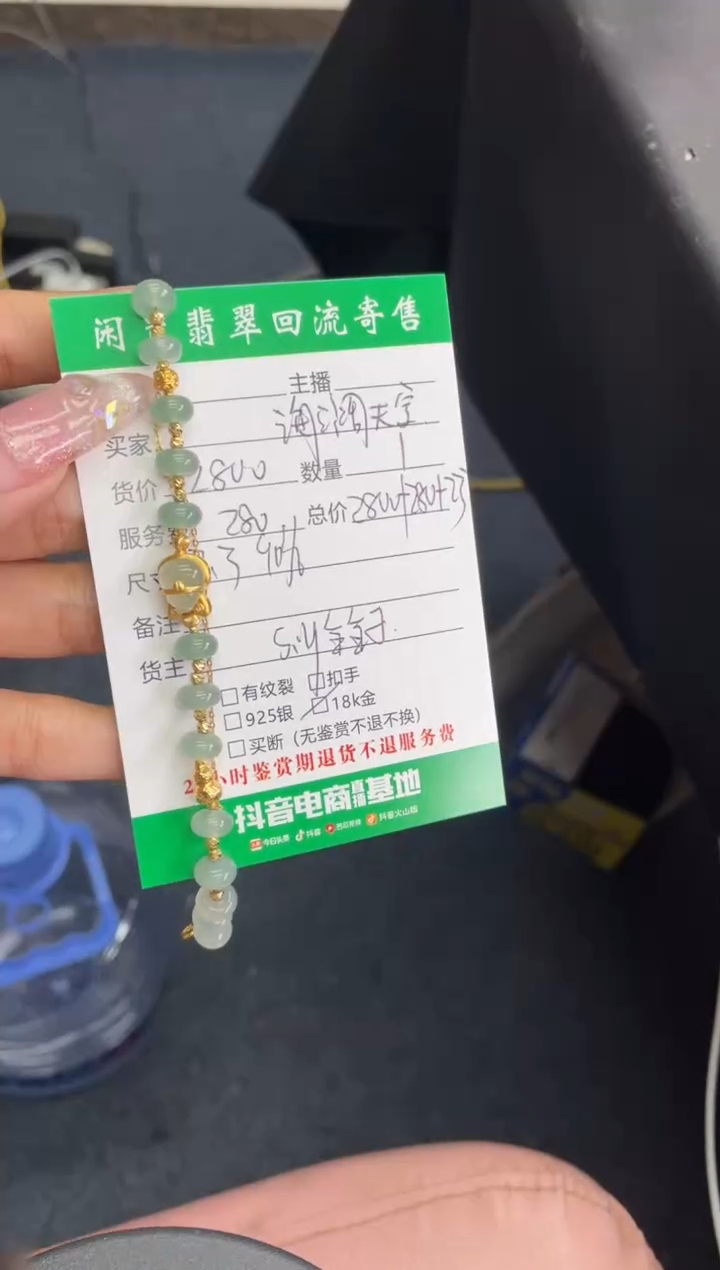 闲 翡翠回流寄售
主播
买家 海阔天空
货价 2800 数量 1
服务 280 总价 2800+280+23
尺
备注
货主
□有纹裂 □扣手
□925银 □18k金
□买断 (无鉴赏不退不换)
2 小时鉴赏期退货不退服务费
抖音电商直播基地
今日头条 抖音 西瓜视频 抖音火山版